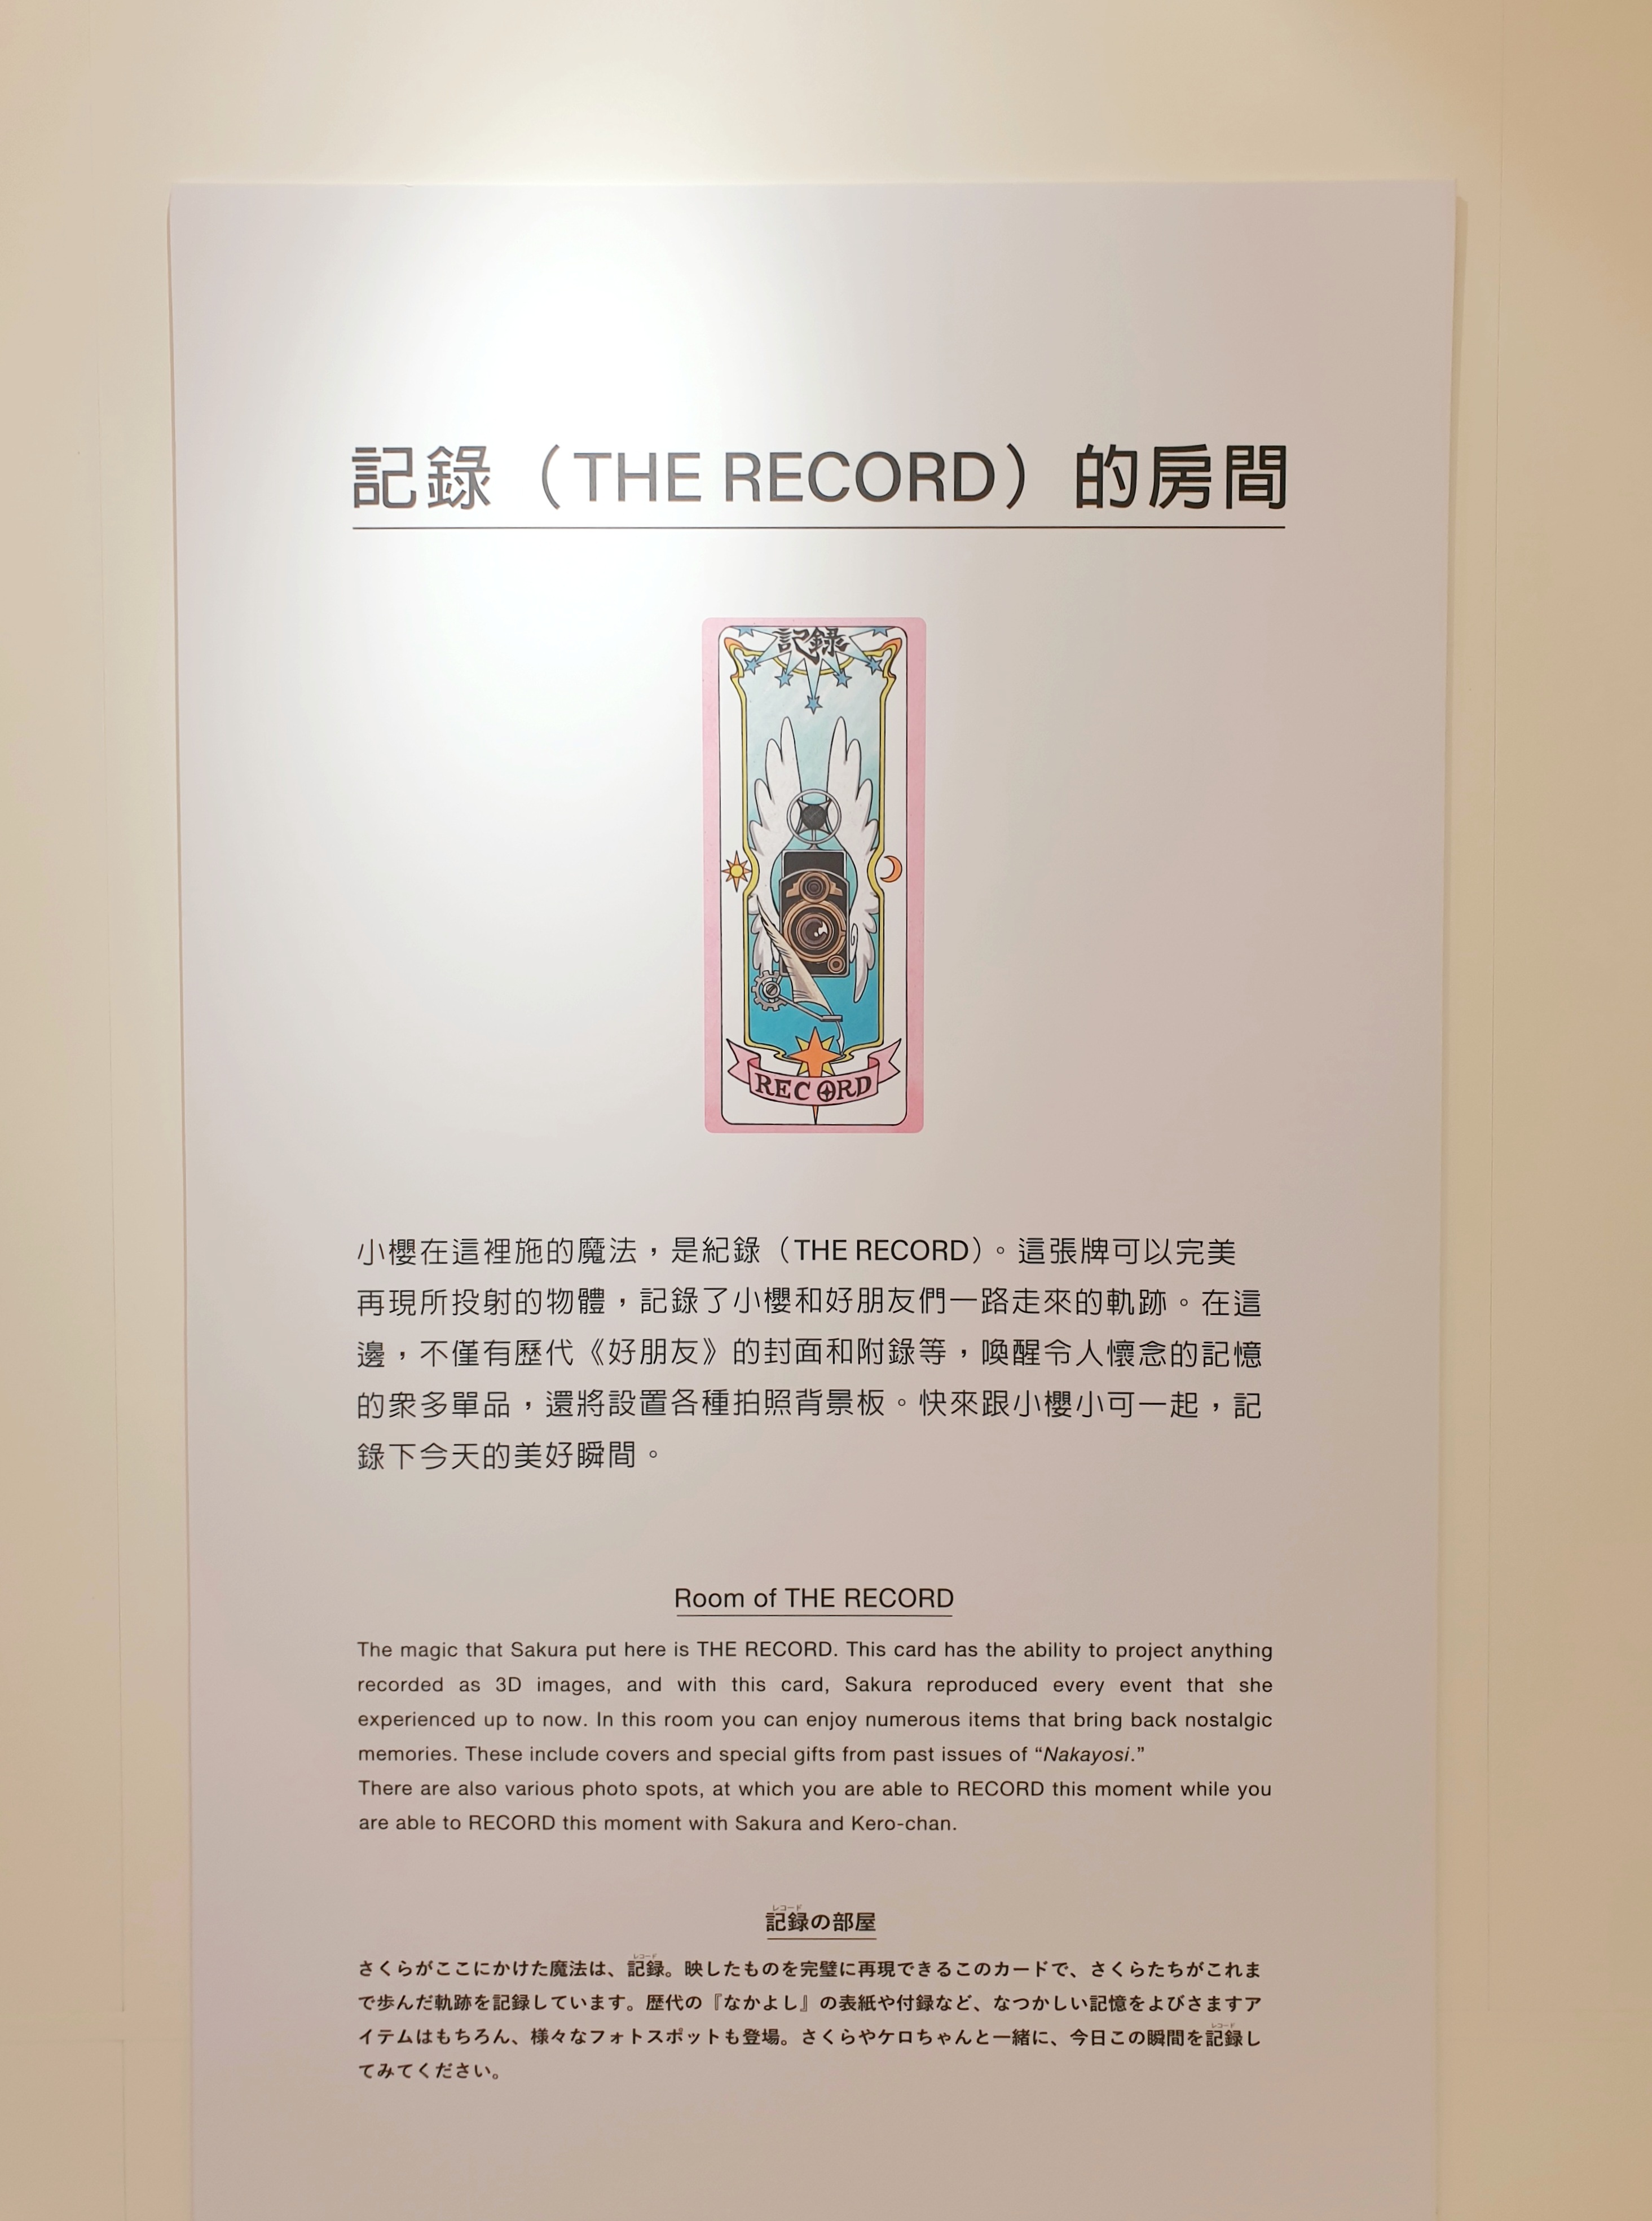 記錄（THE RECORD）的房間
記録
RECORD
小櫻在這裡施的魔法，是紀錄（THE RECORD）。這張牌可以完美
再現所投射的物體，記錄了小櫻和好朋友們一路走來的軌跡。在這
邊，不僅有歷代《好朋友》的封面和附錄等，喚醒令人懷念的記憶
的眾多單品，還將設置各種拍照背景板。快來跟小櫻小可一起，記
錄下今天的美好瞬間。
Room of THE RECORD
The magic that Sakura put here is THE RECORD. This card has the ability to project anything
recorded as 3D images, and with this card, Sakura reproduced every event that she
experienced up to now. In this room you can enjoy numerous items that bring back nostalgic
memories. These include covers and special gifts from past issues of “Nakayosi.”
There are also various photo spots, at which you are able to RECORD this moment while you
are able to RECORD this moment with Sakura and Kero-chan.
レコード
記録の部屋
レコード
さくらがここにかけた魔法は、記録。映したものを完璧に再現できるこのカードで、さくらたちがこれま
で歩んだ軌跡を記録しています。歴代の『なかよし』の表紙や付録など、なつかしい記憶をよびさますア
レコード
イテムはもちろん、様々なフォトスポットも登場。さくらやケロちゃんと一緒に、今日この瞬間を記録し
てみてください。